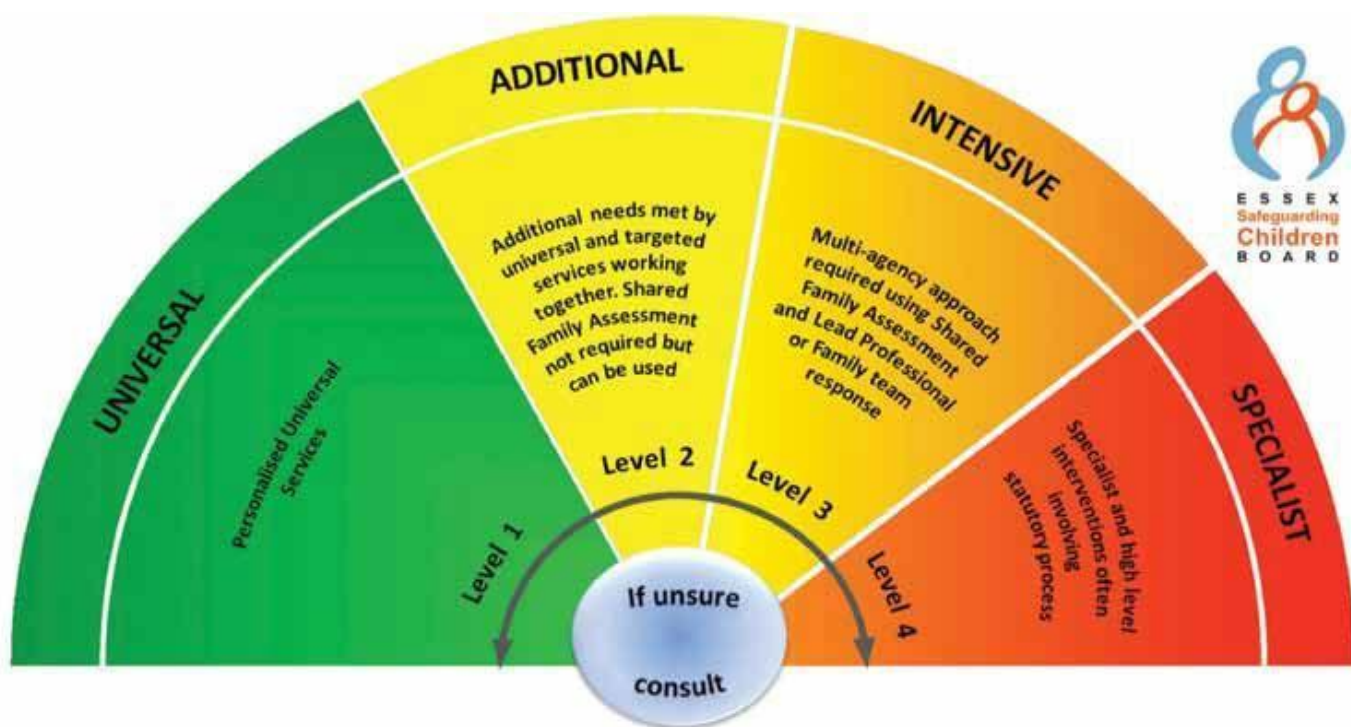 UNIVERSAL
Personalised Universal
Services
Level 1
ADDITIONAL
Additional needs met by
universal and targeted
services working
together. Shared
Family Assessment
not required but
can be used
Level 2
INTENSIVE
Multi-agency approach
required using Shared
Family Assessment
and Lead Professional
or Family team
response
Level 3
SPECIALIST
Specialist and high level
interventions often
involving
statutory process
Level 4
If unsure
consult
ESSEX
Safeguarding
Children
BOARD